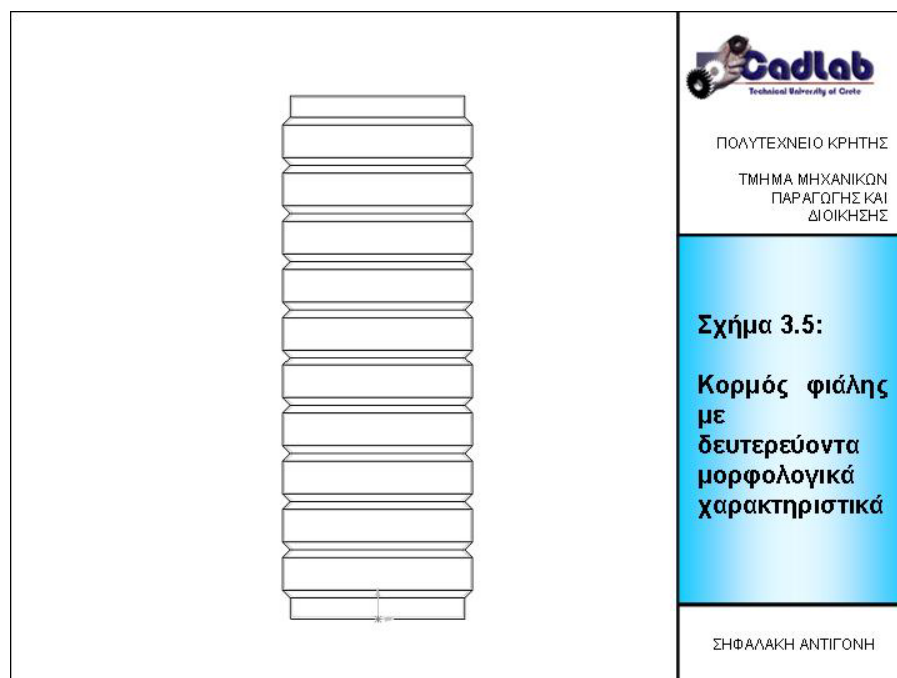 CadLab
Technical University of Crete
ΠΟΛΥΤΕΧΝΕΙΟ ΚΡΗΤΗΣ
ΤΜΗΜΑ ΜΗΧΑΝΙΚΩΝ
ΠΑΡΑΓΩΓΗΣ ΚΑΙ
ΔΙΟΙΚΗΣΗΣ
Σχήμα 3.5:
Κορμός φιάλης
με
δευτερεύοντα
μορφολογικά
χαρακτηριστικά
ΣΗΦΑΛΑΚΗ ΑΝΤΙΓΟΝΗ